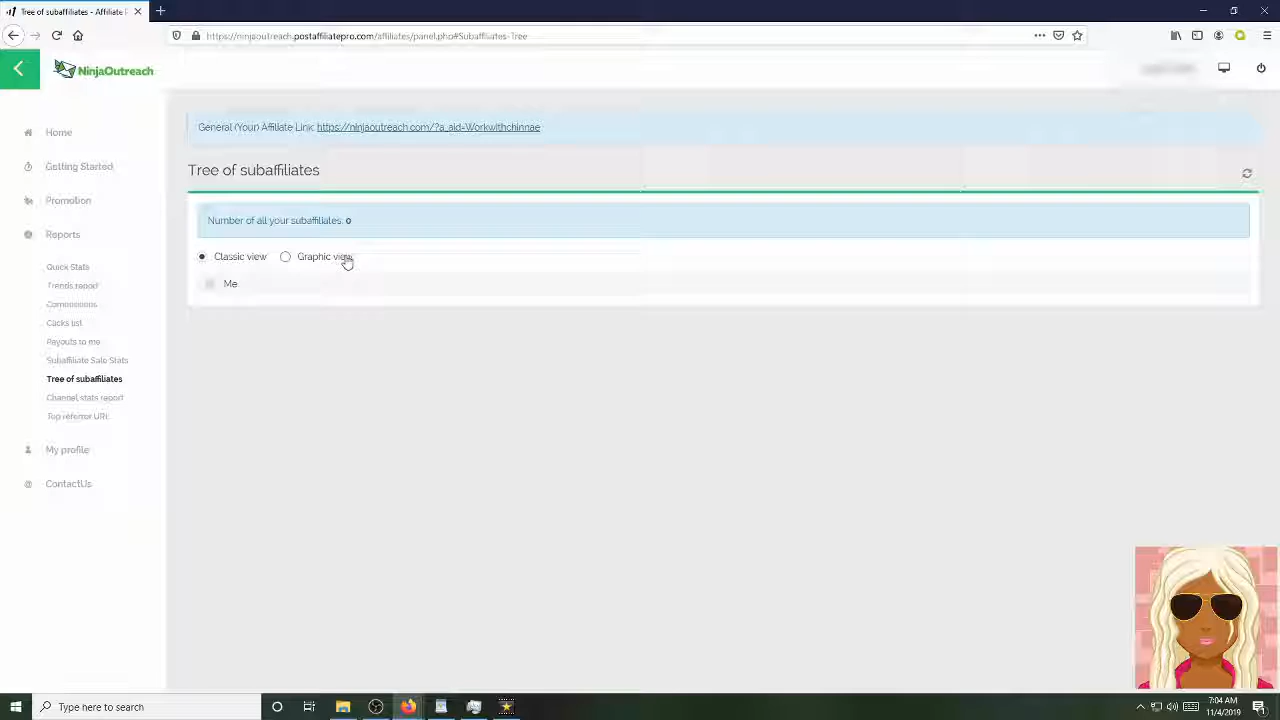 Tree of subaffiliates - Affiliate F
https://ninjaoutreach.postaffiliatepro.com/affiliates/panel.php#Subaffiliates-Tree
NinjaOutreach
General (Your) Affiliate Link: https://ninjaoutreach.com/?a_aid=Workwithchinnae
Home
Getting Started
Promotion
Reports
Quick Stats
Trends report
Commissions
Clicks list
Payouts to me
Subaffiliate Sale Stats
Tree of subaffiliates
Channel stats report
Top referrer URL
My profile
ContactUs
Tree of subaffiliates
Number of all your subaffiliates: 0
Classic view
Graphic view
Me
Type here to search
7:04 AM
11/4/2019